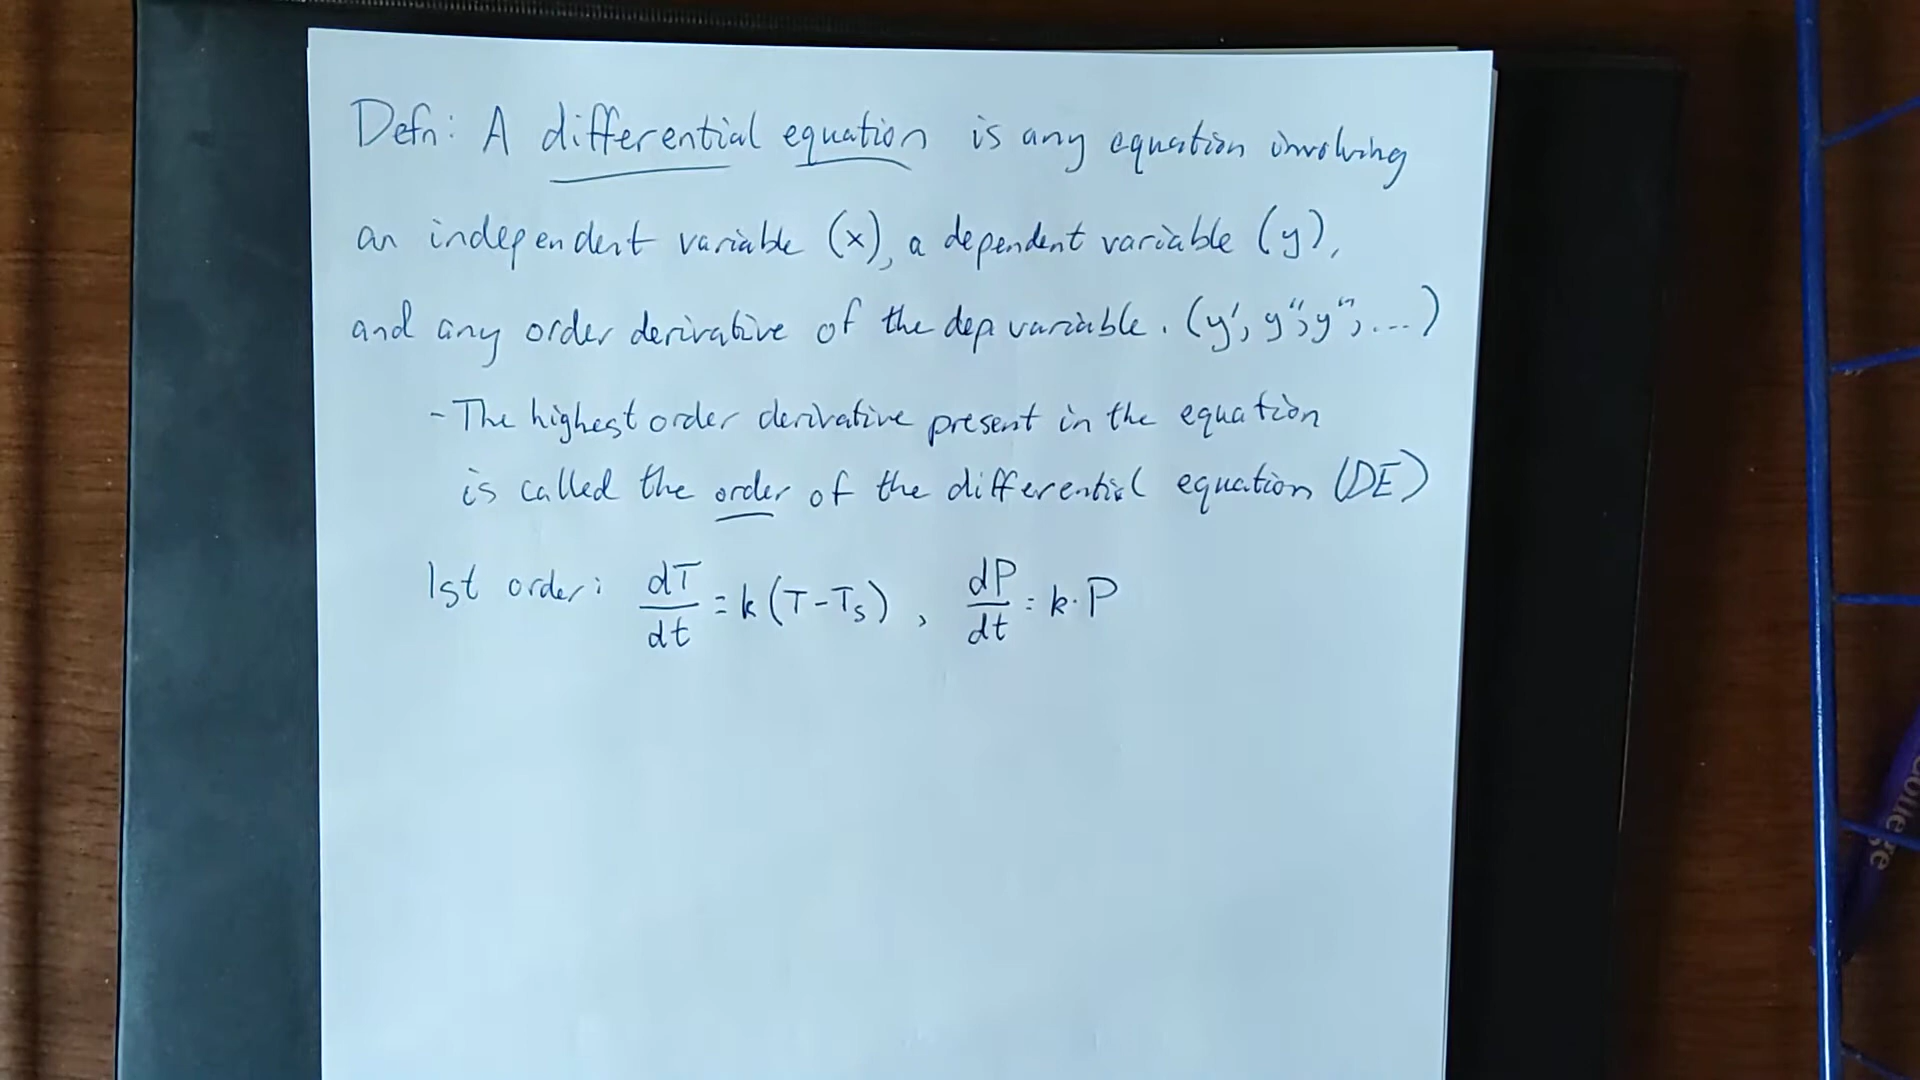 Defn: A differential equation is any equation involving
an independent variable (x), a dependent variable (y),
and any order derivative of the dep variable. (y', y'', y''', ...)
- The highest order derivative present in the equation
is called the order of the differential equation (DE)
1st order: dT/dt = k(T-Ts), dP/dt = k·P